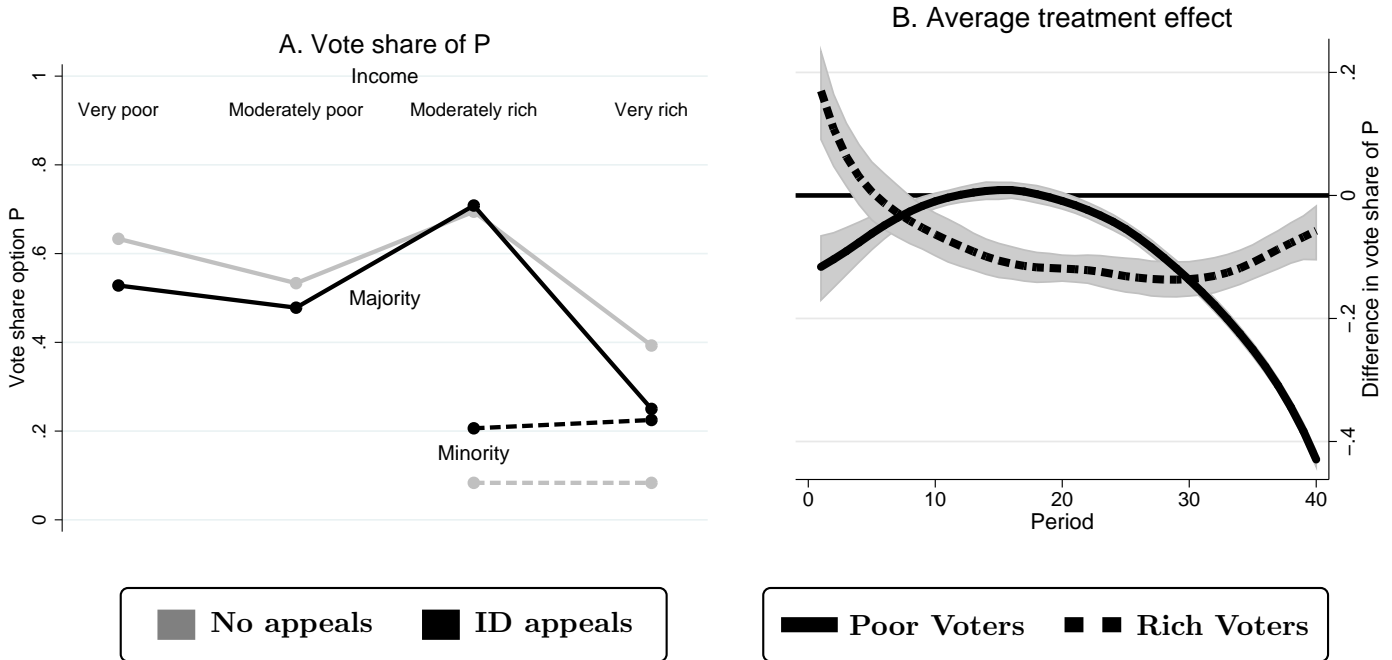 A. Vote share of P
Income
Very poor
Moderately poor
Moderately rich
Very rich
1
.8
.6
.4
.2
0
Vote share option P
Majority
Minority
No appeals
ID appeals
B. Average treatment effect
.2
0
−.2
−.4
Difference in vote share of P
0
10
20
30
40
Period
Poor Voters
Rich Voters